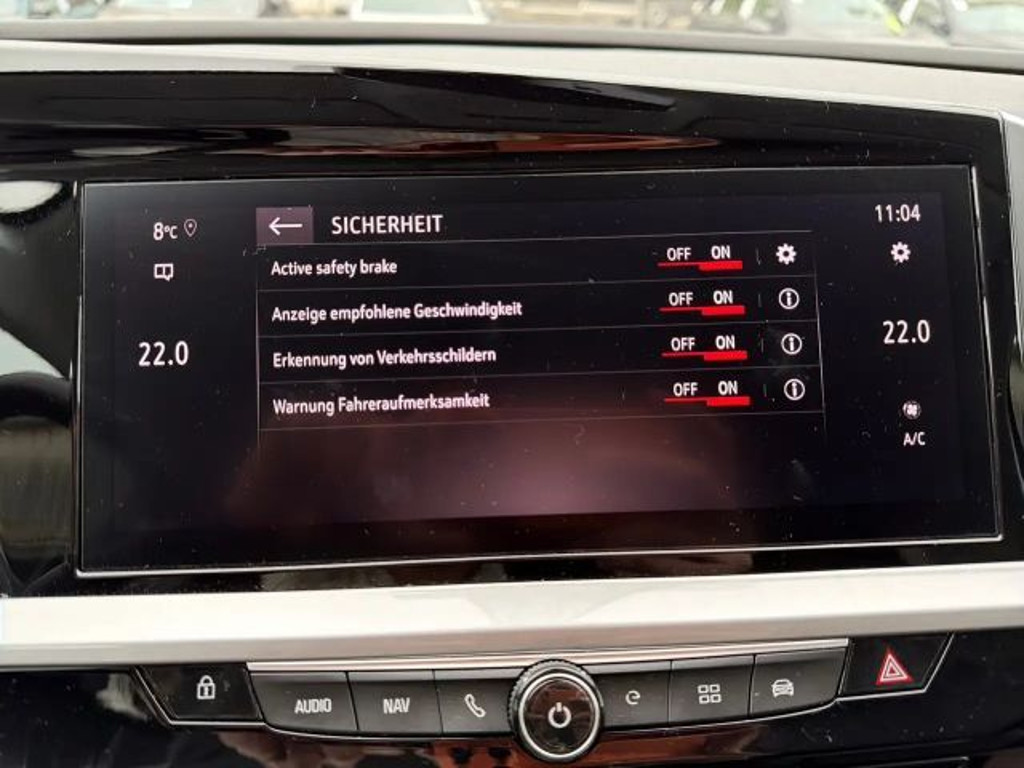 8°C
SICHERHEIT
11:04
Active safety brake OFF ON
Anzeige empfohlene Geschwindigkeit OFF ON
22.0
22.0
Erkennung von Verkehrsschildern OFF ON
Warnung Fahreraufmerksamkeit OFF ON
A/C
AUDIO
NAV